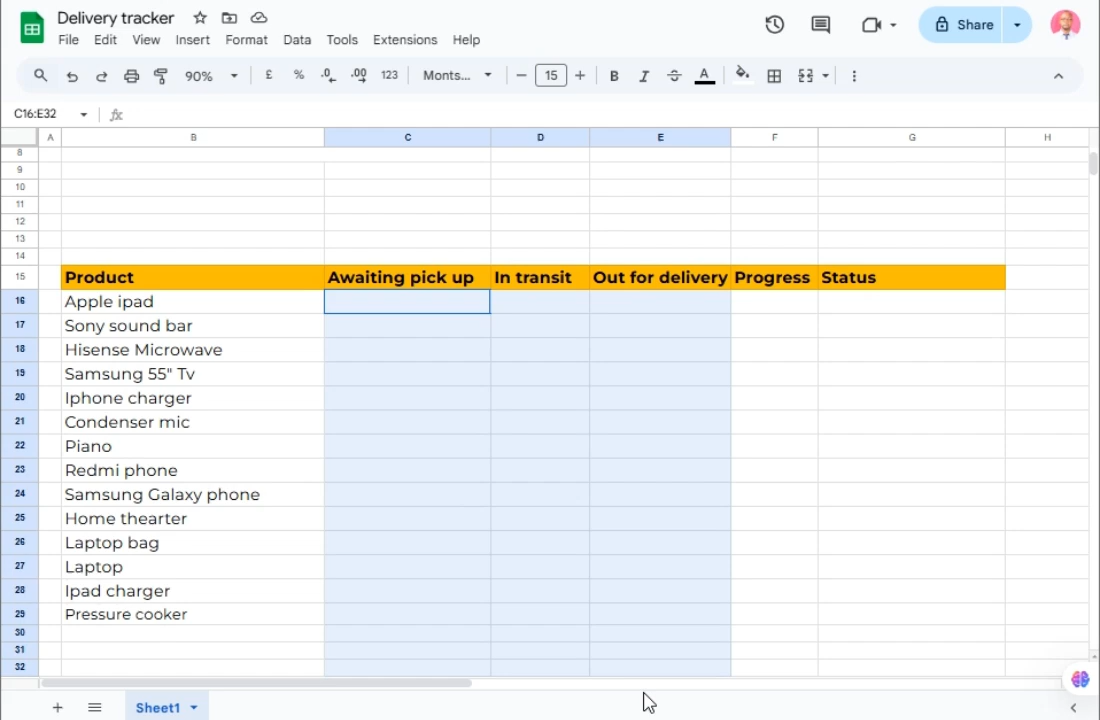 Delivery tracker
File Edit View Insert Format Data Tools Extensions Help
Share
90% £ % .0 .00 123 Monts... 15 B I A
C16:E32 fx
A B C D E F G H
8
9
10
11
12
13
14
15 Product Awaiting pick up In transit Out for delivery Progress Status
16 Apple ipad
17 Sony sound bar
18 Hisense Microwave
19 Samsung 55" Tv
20 Iphone charger
21 Condenser mic
22 Piano
23 Redmi phone
24 Samsung Galaxy phone
25 Home thearter
26 Laptop bag
27 Laptop
28 Ipad charger
29 Pressure cooker
30
31
32
Sheet1